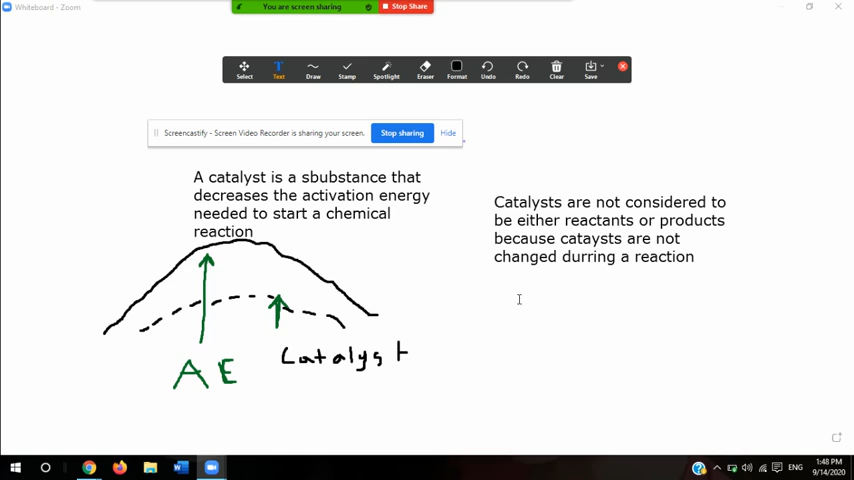 Whiteboard - Zoom
You are screen sharing
Stop Share
Select
Text
Draw
Stamp
Spotlight
Eraser
Format
Undo
Redo
Clear
Save
Screencastify - Screen Video Recorder is sharing your screen.
Stop sharing
Hide
A catalyst is a sbubstance that
decreases the activation energy
needed to start a chemical
reaction
Catalysts are not considered to
be either reactants or products
because cataysts are not
changed durring a reaction
AE
Catalyst
ENG
1:48 PM
9/14/2020